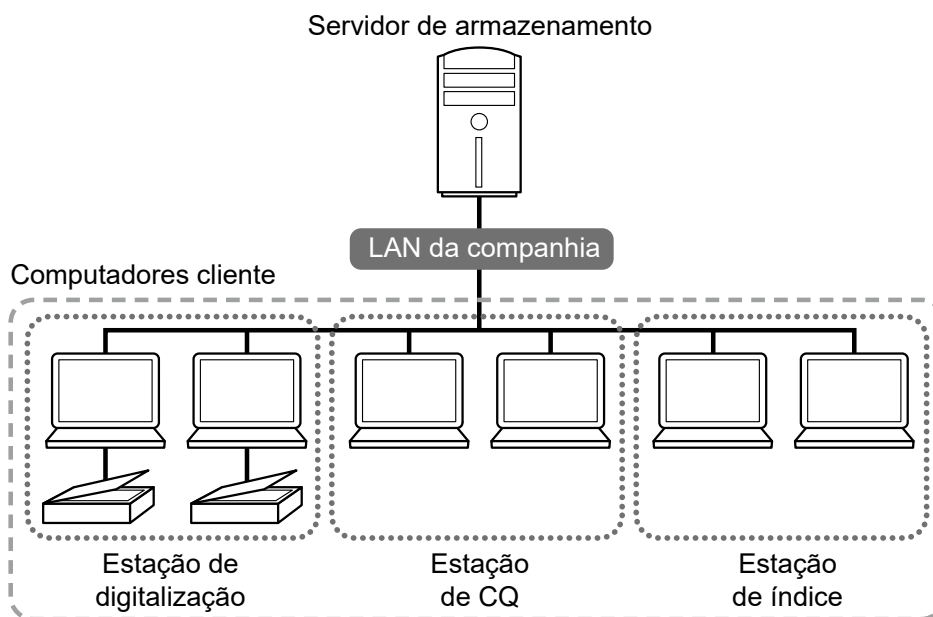 Servidor de armazenamento
LAN da companhia
Computadores cliente
Estação de
digitalização
Estação
de CQ
Estação
de índice